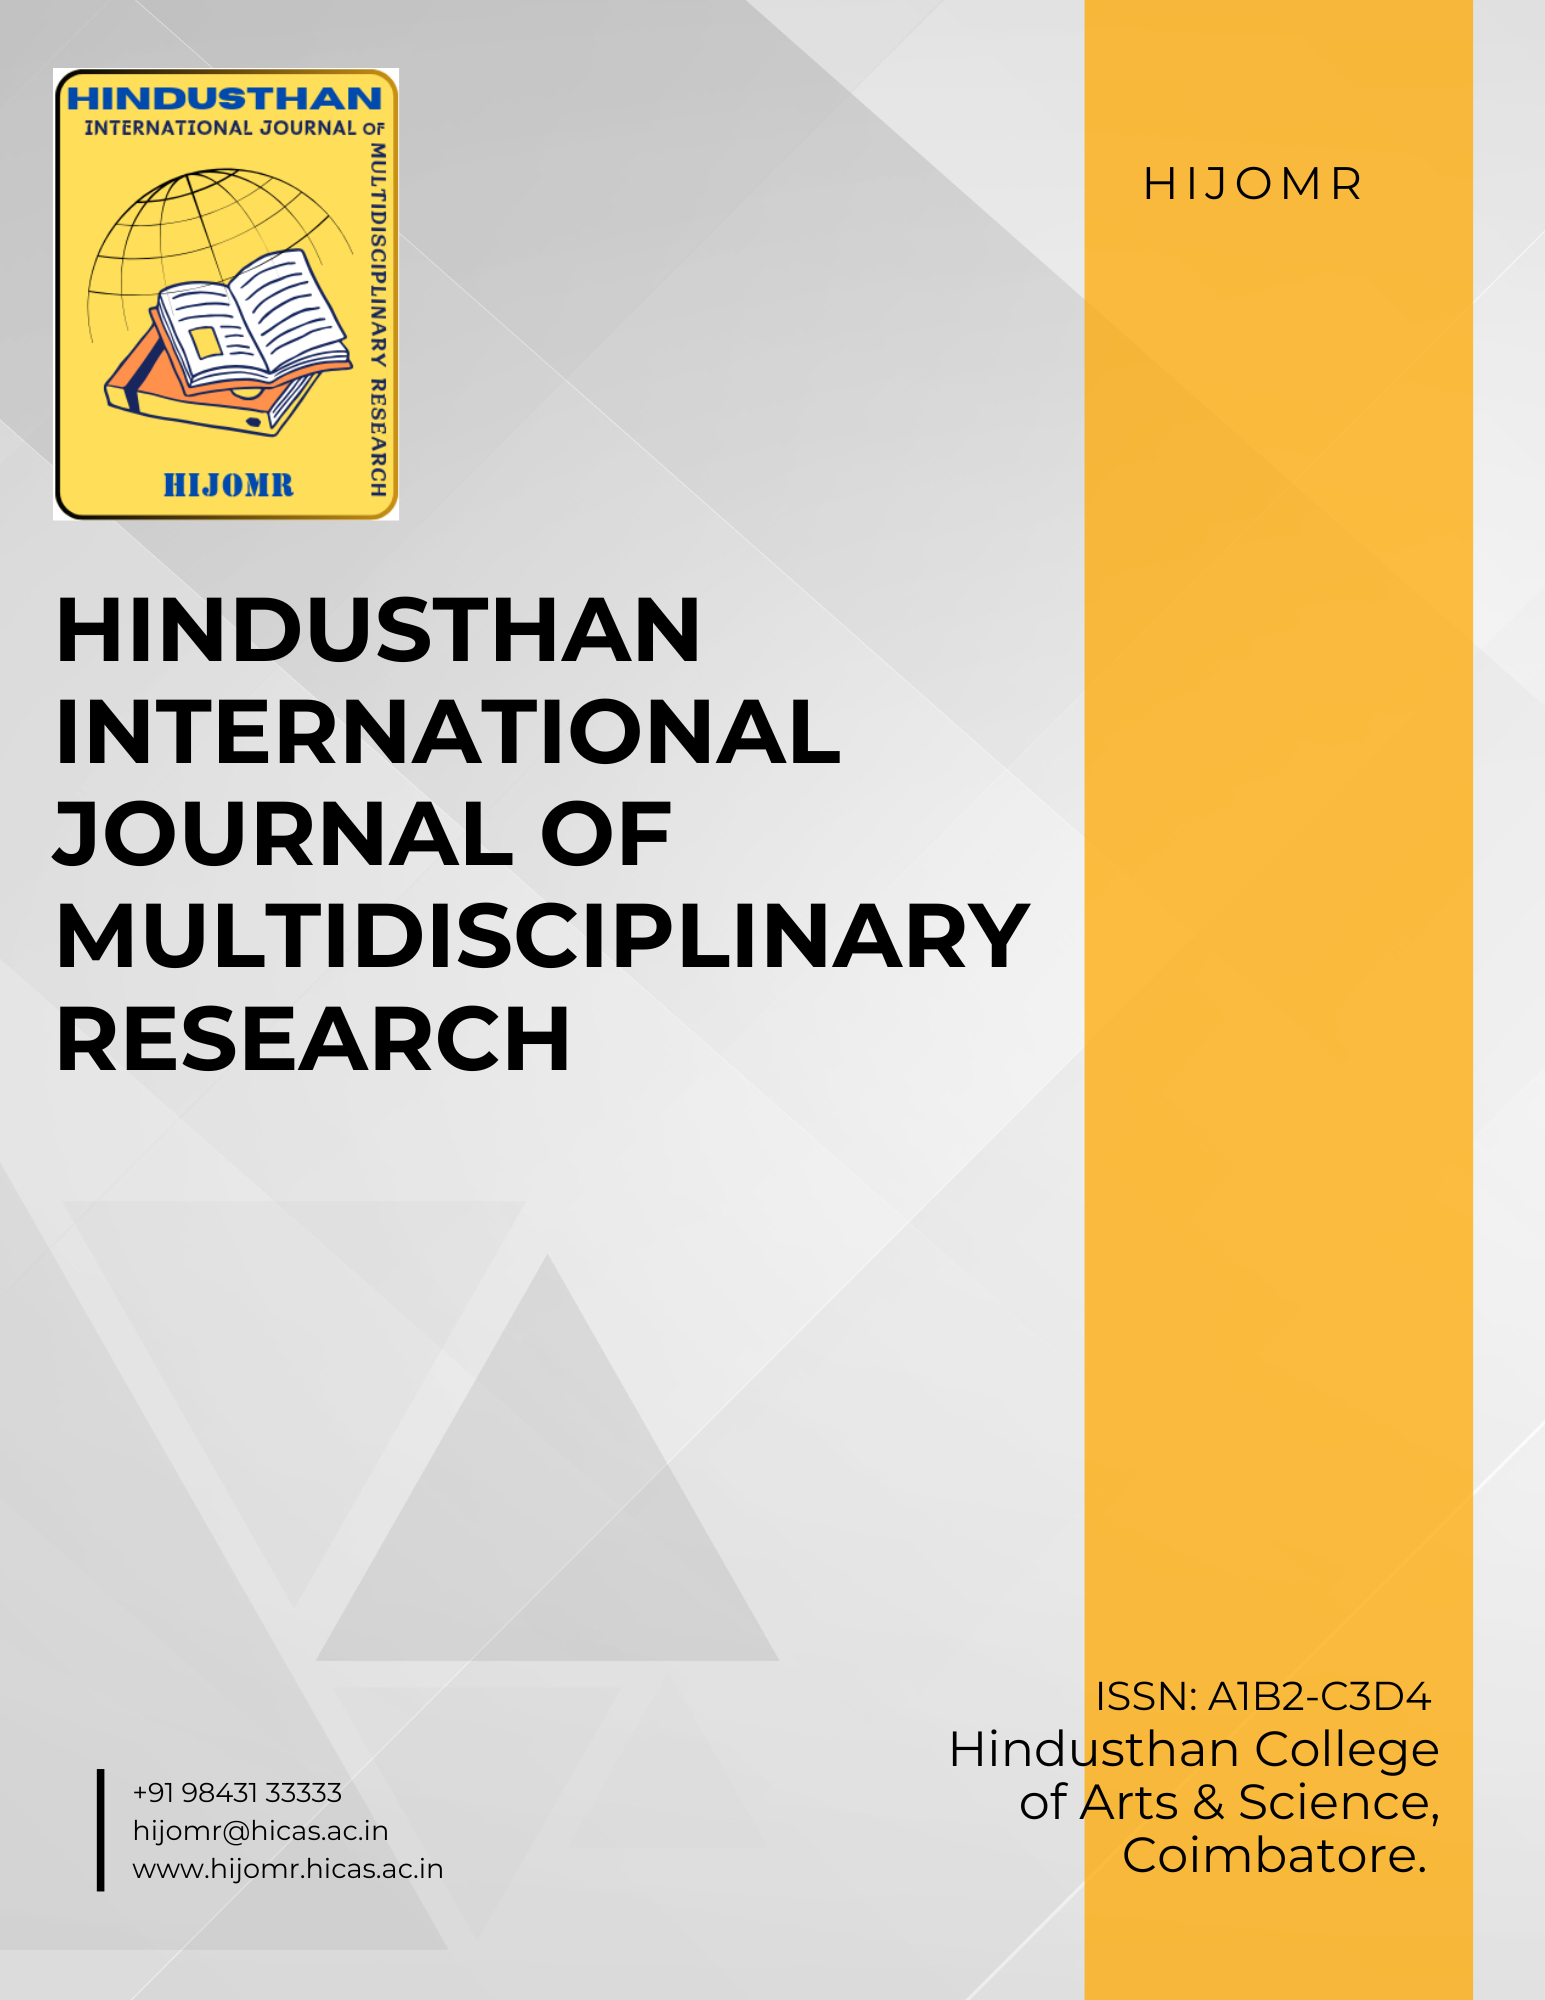 HINDUSTHAN
INTERNATIONAL JOURNAL OF
MULTIDISCIPLINARY RESEARCH
HIJOMR
HIJOMR
HINDUSTHAN
INTERNATIONAL
JOURNAL OF
MULTIDISCIPLINARY
RESEARCH
ISSN: A1B2-C3D4
Hindusthan College
of Arts & Science,
Coimbatore.
+91 98431 33333
hijomr@hicas.ac.in
www.hijomr.hicas.ac.in